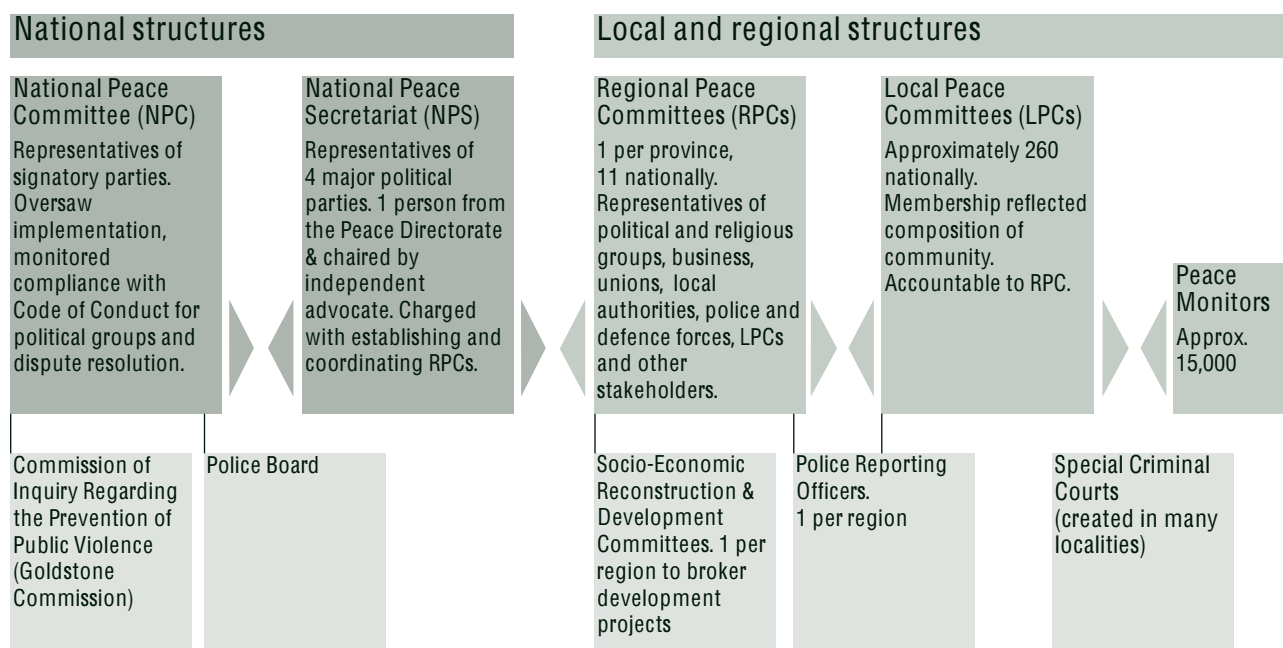 National structures
Local and regional structures
National Peace
Committee (NPC)
Representatives of
signatory parties.
Oversaw
implementation,
monitored
compliance with
Code of Conduct for
political groups and
dispute resolution.
National Peace
Secretariat (NPS)
Representatives of
4 major political
parties. 1 person from
the Peace Directorate
& chaired by
independent
advocate. Charged
with establishing and
coordinating RPCs.
Regional Peace
Committees (RPCs)
1 per province,
11 nationally.
Representatives of
political and religious
groups, business,
unions, local
authorities, police and
defence forces, LPCs
and other
stakeholders.
Local Peace
Committees (LPCs)
Approximately 260
nationally.
Membership reflected
composition of
community.
Accountable to RPC.
Peace
Monitors
Approx.
15,000
Commission of
Inquiry Regarding
the Prevention of
Public Violence
(Goldstone
Commission)
Police Board
Socio-Economic
Reconstruction &
Development
Committees. 1 per
region to broker
development
projects
Police Reporting
Officers.
1 per region
Special Criminal
Courts
(created in many
localities)